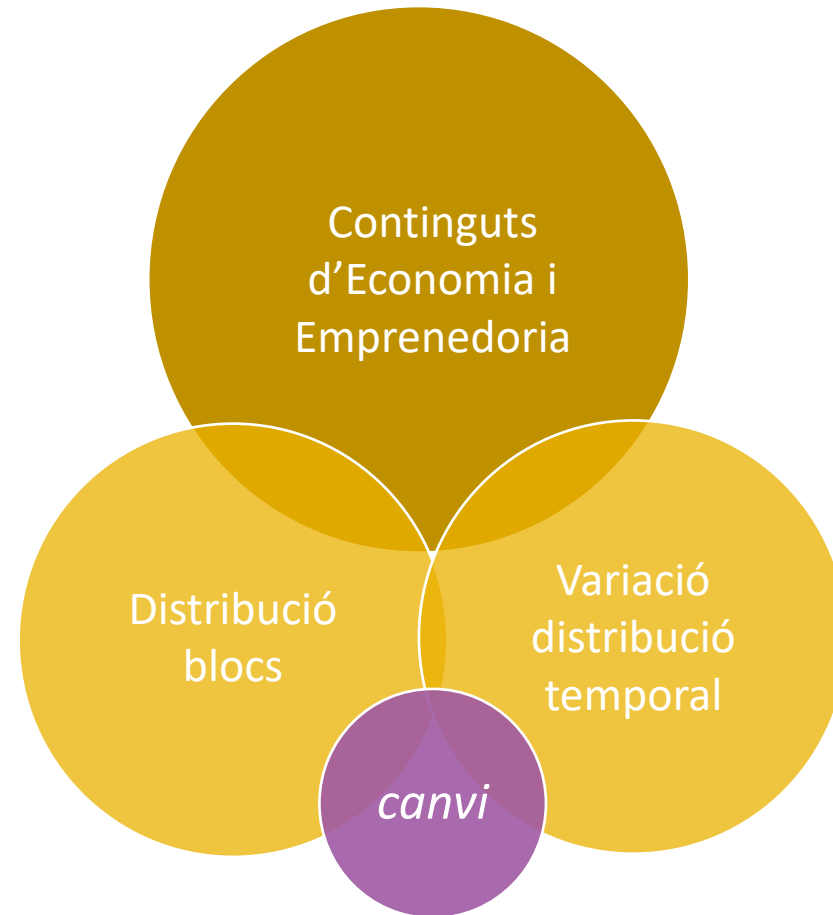 Continguts
d’Economia i
Emprenedoria
Distribució
blocs
Variació
distribució
temporal
canvi